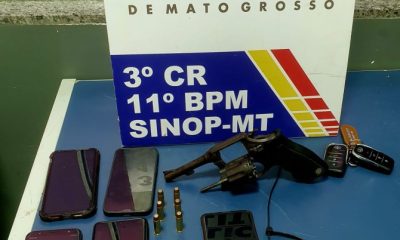 DE MATO GROSSO
3º CR
11º BPM
SINOP-MT